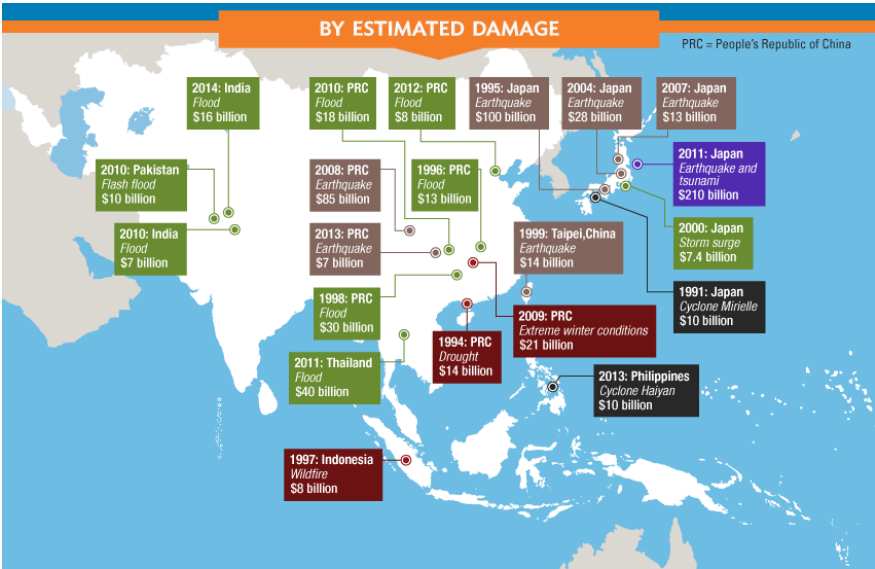 BY ESTIMATED DAMAGE
PRC = People's Republic of China
2014: India
Flood
$16 billion
2010: PRC
Flood
$18 billion
2012: PRC
Flood
$8 billion
1995: Japan
Earthquake
$100 billion
2004: Japan
Earthquake
$28 billion
2007: Japan
Earthquake
$13 billion
2010: Pakistan
Flash flood
$10 billion
2008: PRC
Earthquake
$85 billion
1996: PRC
Flood
$13 billion
2011: Japan
Earthquake and
tsunami
$210 billion
2010: India
Flood
$7 billion
2013: PRC
Earthquake
$7 billion
1999: Taipei,China
Earthquake
$14 billion
2000: Japan
Storm surge
$7.4 billion
1998: PRC
Flood
$30 billion
1991: Japan
Cyclone Mirielle
$10 billion
2009: PRC
Extreme winter conditions
$21 billion
1994: PRC
Drought
$14 billion
2011: Thailand
Flood
$40 billion
2013: Philippines
Cyclone Haiyan
$10 billion
1997: Indonesia
Wildfire
$8 billion